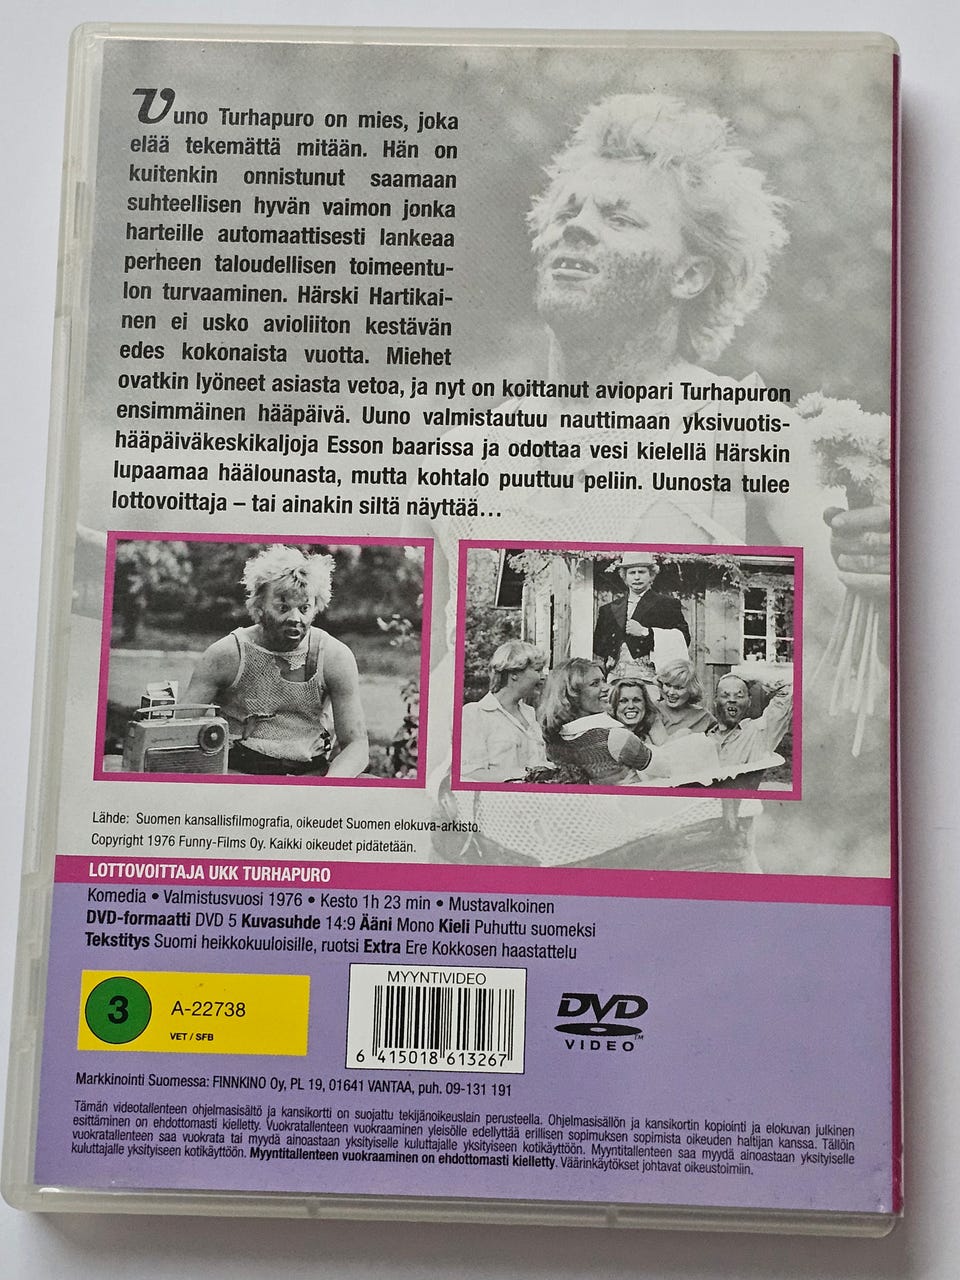 Uuno Turhapuro on mies, joka
elää tekemättä mitään. Hän on
kuitenkin onnistunut saamaan
suhteellisen hyvän vaimon jonka
harteille automaattisesti lankeaa
perheen taloudellisen toimeentu-
lon turvaaminen. Härski Hartikai-
nen ei usko avioliiton kestävän
edes kokonaista vuotta. Miehet
ovatkin lyöneet asiasta vetoa, ja nyt on koittanut aviopari Turhapuron
ensimmäinen hääpäivä. Uuno valmistautuu nauttimaan yksivuotis-
hääpäiväkeskikaljoja Esson baarissa ja odottaa vesi kielellä Härskin
lupaamaa häälounasta, mutta kohtalo puuttuu peliin. Uunosta tulee
lottovoittaja – tai ainakin siltä näyttää...
Lähde: Suomen kansallisfilmografia, oikeudet Suomen elokuva-arkisto.
Copyright 1976 Funny-Films Oy. Kaikki oikeudet pidätetään.
LOTTOVOITTAJA UKK TURHAPURO
Komedia • Valmistusvuosi 1976 • Kesto 1h 23 min • Mustavalkoinen
DVD-formaatti DVD 5 Kuvasuhde 14:9 Ääni Mono Kieli Puhuttu suomeksi
Tekstitys Suomi heikkokuuloisille, ruotsi Extra Ere Kokkosen haastattelu
3
A-22738
VET / SFB
MYYNTIVIDEO
6 415018 613267
DVD
VIDEO
TM
Markkinointi Suomessa: FINNKINO Oy, PL 19, 01641 VANTAA, puh. 09-131 191
Tämän videotallenteen ohjelmasisältö ja kansikortti on suojattu tekijänoikeuslain perusteella. Ohjelmasisällön ja kansikortin kopiointi ja elokuvan julkinen
esittäminen on ehdottomasti kielletty. Vuokratallenteen vuokraaminen yleisölle edellyttää erillisen sopimuksen sopimista oikeuden haltijan kanssa. Tällöin
vuokratallenteen saa vuokrata tai myydä ainoastaan yksityiselle kuluttajalle yksityiseen kotikäyttöön. Myyntitallenteen saa myydä ainoastaan yksityiselle
kuluttajalle yksityiseen kotikäyttöön. Myyntitallenteen vuokraaminen on ehdottomasti kielletty. Väärinkäytökset johtavat oikeustoimiin.